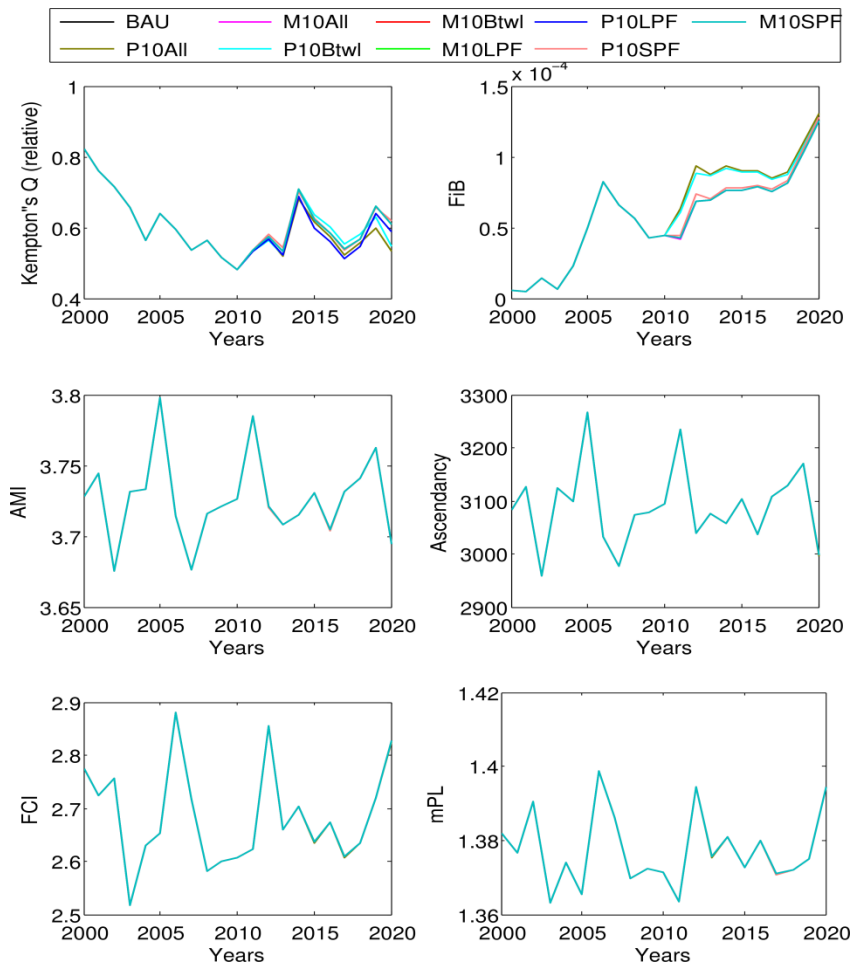 BAU M10All M10Btwl P10LPF M10SPF
P10All P10Btwl M10LPF P10SPF
1
0.8
0.6
0.4
Kempton"s Q (relative)
2000 2005 2010 2015 2020
Years
x 10⁻⁴
1.5
1
0.5
0
FiB
2000 2005 2010 2015 2020
Years
3.8
3.75
3.7
3.65
AMI
2000 2005 2010 2015 2020
Years
3300
3200
3100
3000
2900
Ascendancy
2000 2005 2010 2015 2020
Years
2.9
2.8
2.7
2.6
2.5
FCI
2000 2005 2010 2015 2020
Years
1.42
1.4
1.38
1.36
mPL
2000 2005 2010 2015 2020
Years